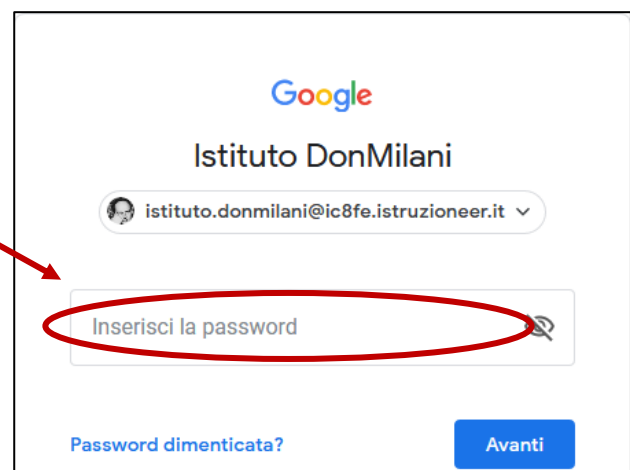 Google
Istituto DonMilani
istituto.donmilani@ic8fe.istruzioneer.it
Inserisci la password
Password dimenticata?
Avanti